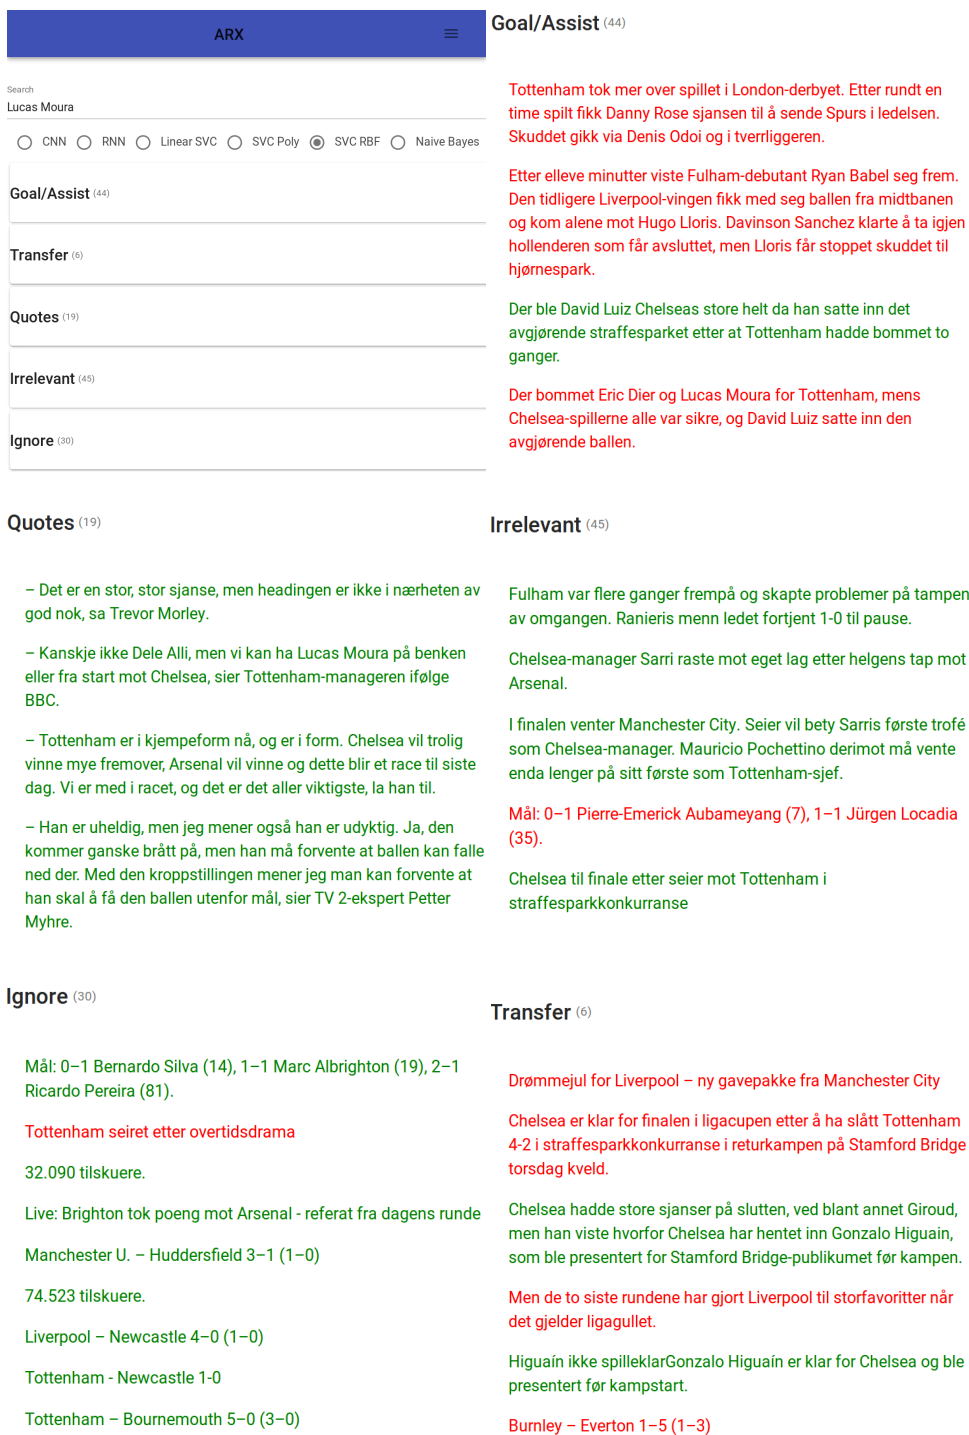 ARX
Search
Lucas Moura
CNN RNN Linear SVC SVC Poly SVC RBF Naive Bayes
Goal/Assist (44)
Transfer (6)
Quotes (19)
Irrelevant (45)
Ignore (30)
Goal/Assist (44)
Tottenham tok mer over spillet i London-derbyet. Etter rundt en
time spilt fikk Danny Rose sjansen til å sende Spurs i ledelsen.
Skuddet gikk via Denis Odoi og i tverrliggeren.
Etter elleve minutter viste Fulham-debutant Ryan Babel seg frem.
Den tidligere Liverpool-vingen fikk med seg ballen fra midtbanen
og kom alene mot Hugo Lloris. Davinson Sanchez klarte å ta igjen
hollenderen som får avsluttet, men Lloris får stoppet skuddet til
hjørnespark.
Der ble David Luiz Chelseas store helt da han satte inn det
avgjørende straffesparket etter at Tottenham hadde bommet to
ganger.
Der bommet Eric Dier og Lucas Moura for Tottenham, mens
Chelsea-spillerne alle var sikre, og David Luiz satte inn den
avgjørende ballen.
Quotes (19)
– Det er en stor, stor sjanse, men headingen er ikke i nærheten av
god nok, sa Trevor Morley.
– Kanskje ikke Dele Alli, men vi kan ha Lucas Moura på benken
eller fra start mot Chelsea, sier Tottenham-manageren ifølge
BBC.
– Tottenham er i kjempeform nå, og er i form. Chelsea vil trolig
vinne mye fremover, Arsenal vil vinne og dette blir et race til siste
dag. Vi er med i racet, og det er det aller viktigste, la han til.
– Han er uheldig, men jeg mener også han er udyktig. Ja, den
kommer ganske brått på, men han må forvente at ballen kan falle
ned der. Med den kroppstillingen mener jeg man kan forvente at
han skal å få den ballen utenfor mål, sier TV 2-ekspert Petter
Myhre.
Irrelevant (45)
Fulham var flere ganger frempå og skapte problemer på tampen
av omgangen. Ranieris menn ledet fortjent 1-0 til pause.
Chelsea-manager Sarri raste mot eget lag etter helgens tap mot
Arsenal.
I finalen venter Manchester City. Seier vil bety Sarris første trofé
som Chelsea-manager. Mauricio Pochettino derimot må vente
enda lenger på sitt første som Tottenham-sjef.
Mål: 0–1 Pierre-Emerick Aubameyang (7), 1–1 Jürgen Locadia
(35).
Chelsea til finale etter seier mot Tottenham i
straffesparkkonkurranse
Ignore (30)
Mål: 0–1 Bernardo Silva (14), 1–1 Marc Albrighton (19), 2–1
Ricardo Pereira (81).
Tottenham seiret etter overtidsdrama
32.090 tilskuere.
Live: Brighton tok poeng mot Arsenal - referat fra dagens runde
Manchester U. – Huddersfield 3–1 (1–0)
74.523 tilskuere.
Liverpool – Newcastle 4–0 (1–0)
Tottenham - Newcastle 1-0
Tottenham – Bournemouth 5–0 (3–0)
Transfer (6)
Drømmejul for Liverpool – ny gavepakke fra Manchester City
Chelsea er klar for finalen i ligacupen etter å ha slått Tottenham
4-2 i straffesparkkonkurranse i returkampen på Stamford Bridge
torsdag kveld.
Chelsea hadde store sjanser på slutten, ved blant annet Giroud,
men han viste hvorfor Chelsea har hentet inn Gonzalo Higuain,
som ble presentert for Stamford Bridge-publikumet før kampen.
Men de to siste rundene har gjort Liverpool til storfavoritter når
det gjelder ligagullet.
Higuaín ikke spilleklarGonzalo Higuaín er klar for Chelsea og ble
presentert før kampstart.
Burnley – Everton 1–5 (1–3)